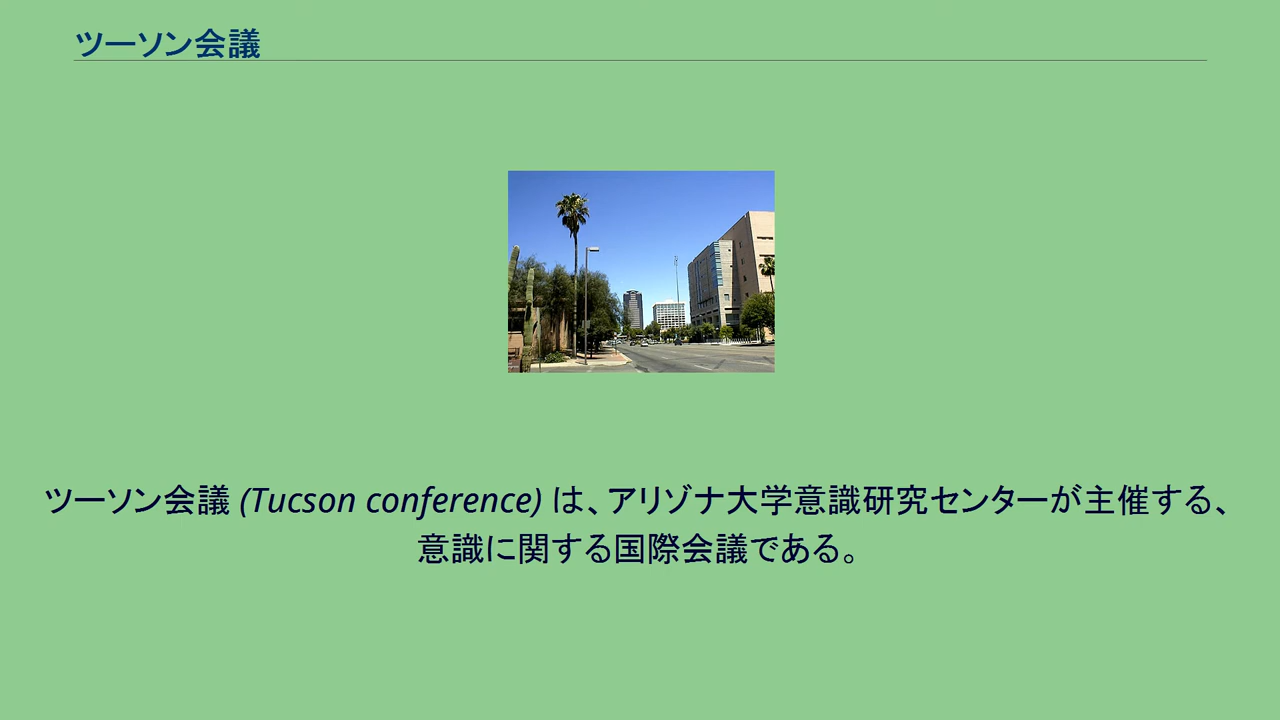 ツーソン会議
ツーソン会議 (Tucson conference) は、アリゾナ大学意識研究センターが主催する、
意識に関する国際会議である。